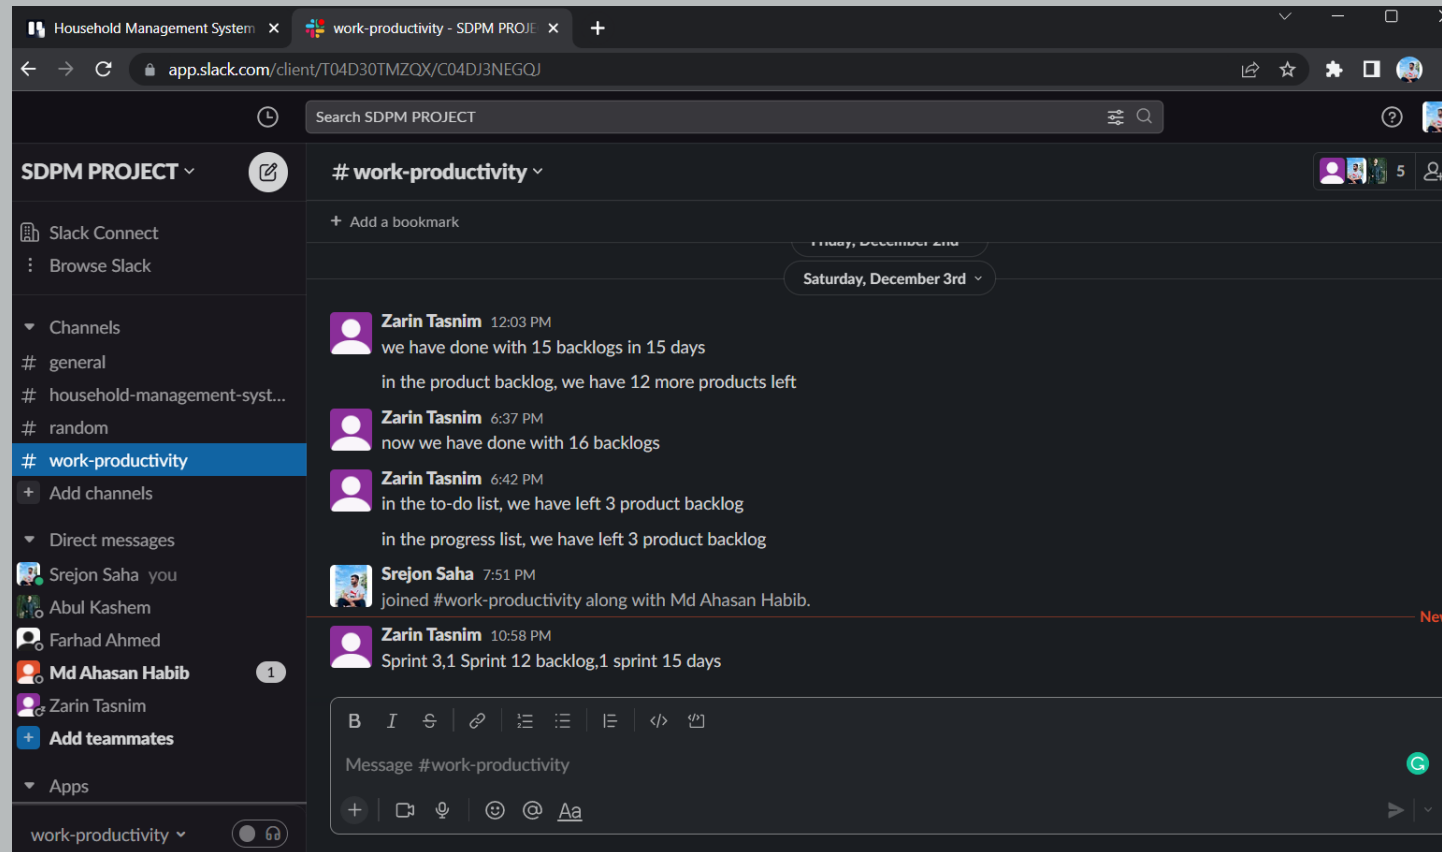 Household Management System
work-productivity - SDPM PROJE
app.slack.com/client/T04D30TMZQX/C04DJ3NEGQJ
Search SDPM PROJECT
SDPM PROJECT
#work-productivity
5
Slack Connect
+ Add a bookmark
Browse Slack
Friday, December 2nd
Saturday, December 3rd
Channels
# general
# household-management-syst...
# random
# work-productivity
+ Add channels
Direct messages
Srejon Saha you
Abul Kashem
Farhad Ahmed
Md Ahasan Habib 1
Zarin Tasnim
+ Add teammates
Apps
work-productivity
Zarin Tasnim 12:03 PM
we have done with 15 backlogs in 15 days
in the product backlog, we have 12 more products left
Zarin Tasnim 6:37 PM
now we have done with 16 backlogs
Zarin Tasnim 6:42 PM
in the to-do list, we have left 3 product backlog
in the progress list, we have left 3 product backlog
Srejon Saha 7:51 PM
joined #work-productivity along with Md Ahasan Habib.
New
Zarin Tasnim 10:58 PM
Sprint 3,1 Sprint 12 backlog,1 sprint 15 days
B I S
Message #work-productivity
G
+ @ Aa